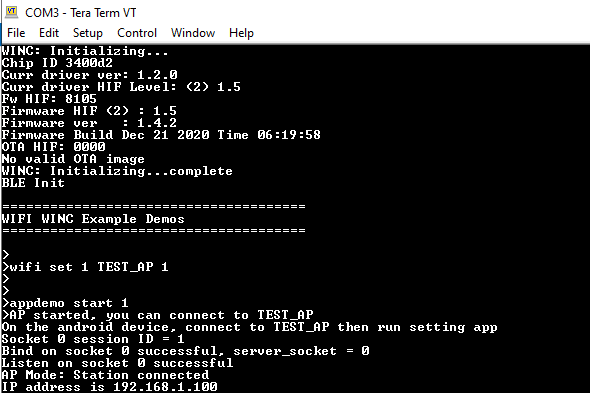 VT COM3 - Tera Term VT
File Edit Setup Control Window Help
WINC: Initializing...
Chip ID 3400d2
Curr driver ver: 1.2.0
Curr driver HIF Level: (2) 1.5
Fw HIF: 8105
Firmware HIF (2) : 1.5
Firmware ver   : 1.4.2
Firmware Build Dec 21 2020 Time 06:19:58
OTA HIF: 0000
No valid OTA image
WINC: Initializing...complete
BLE Init
======================================
WIFI WINC Example Demos
======================================
>
>wifi set 1 TEST_AP 1
>
>
>appdemo start 1
>AP started, you can connect to TEST_AP
On the android device, connect to TEST_AP then run setting app
Socket 0 session ID = 1
Bind on socket 0 successful, server_socket = 0
Listen on socket 0 successful
AP Mode: Station connected
IP address is 192.168.1.100